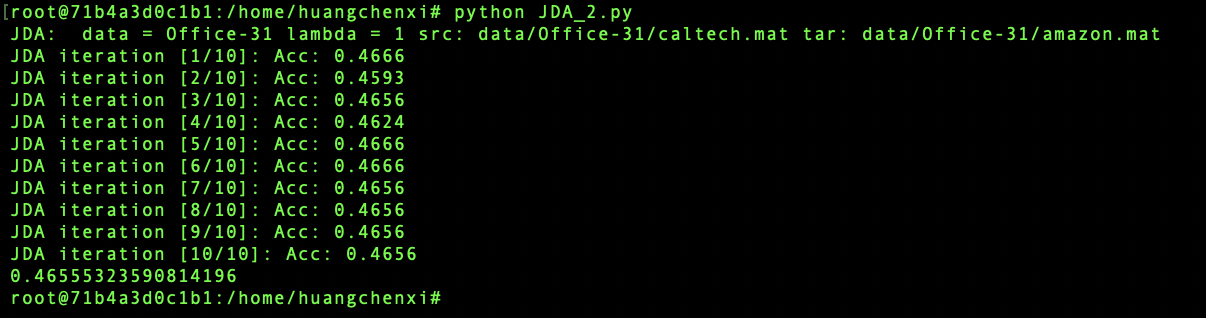 [root@71b4a3d0c1b1:/home/huangchenxi# python JDA_2.py
JDA:  data = Office-31 lambda = 1 src: data/Office-31/caltech.mat tar: data/Office-31/amazon.mat
JDA iteration [1/10]: Acc: 0.4666
JDA iteration [2/10]: Acc: 0.4593
JDA iteration [3/10]: Acc: 0.4656
JDA iteration [4/10]: Acc: 0.4624
JDA iteration [5/10]: Acc: 0.4666
JDA iteration [6/10]: Acc: 0.4666
JDA iteration [7/10]: Acc: 0.4656
JDA iteration [8/10]: Acc: 0.4656
JDA iteration [9/10]: Acc: 0.4656
JDA iteration [10/10]: Acc: 0.4656
0.46555323590814196
root@71b4a3d0c1b1:/home/huangchenxi#